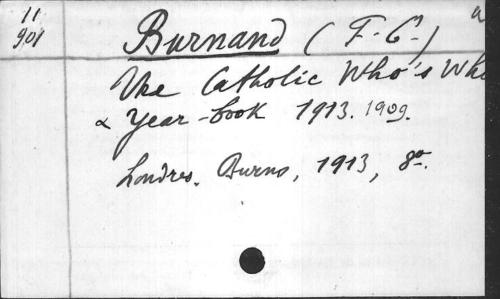 11
901
Burnand (F.-C.)
The Catholic Who's Who
& Year-book 1913. 1909.
Londres, Burns, 1913, 8º.